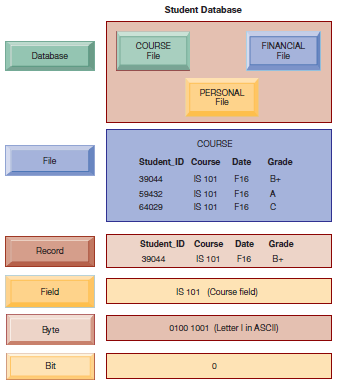 Student Database
Database
COURSE
File
FINANCIAL
File
PERSONAL
File
File
COURSE
Student_ID Course Date Grade
39044 IS 101 F16 B+
59432 IS 101 F16 A
64029 IS 101 F16 C
Record
Student_ID Course Date Grade
39044 IS 101 F16 B+
Field
IS 101 (Course field)
Byte
0100 1001 (Letter I in ASCII)
Bit
0